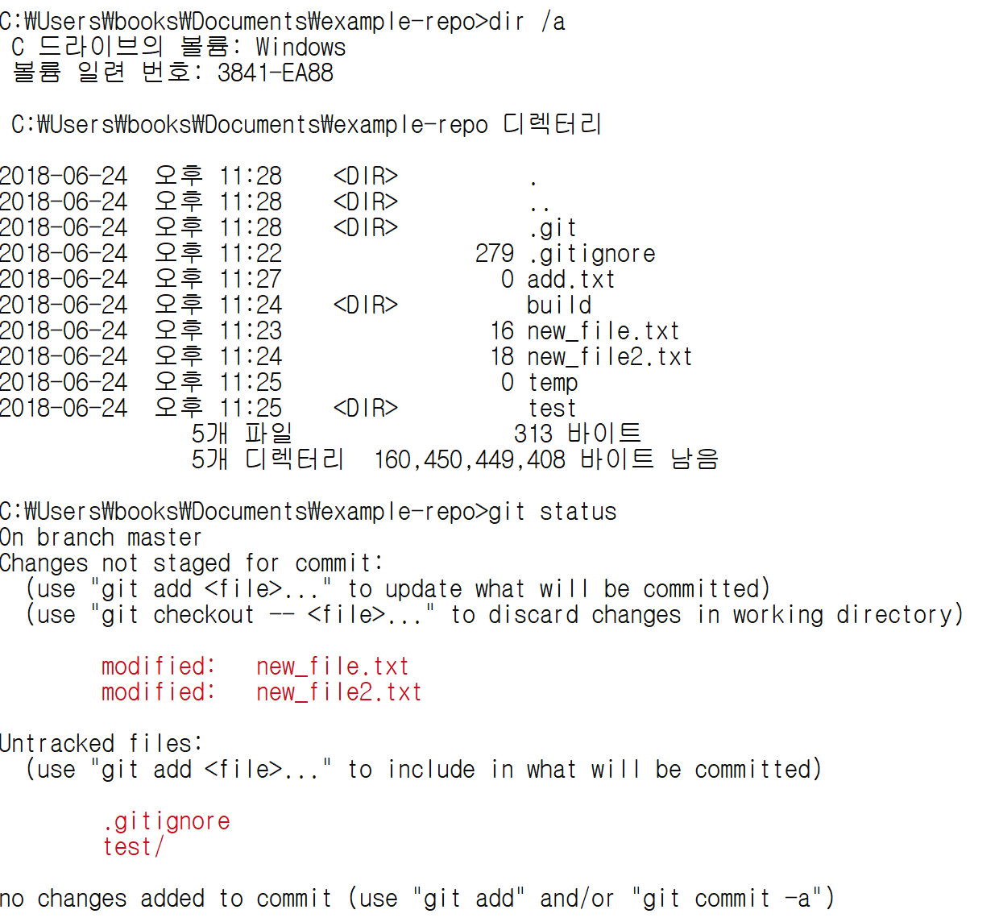 C:₩Users₩books₩Documents₩example-repo>dir /a
C 드라이브의 볼륨: Windows
볼륨 일련 번호: 3841-EA88
C:₩Users₩books₩Documents₩example-repo 디렉터리
2018-06-24 오후 11:28 <DIR> .
2018-06-24 오후 11:28 <DIR> ..
2018-06-24 오후 11:28 <DIR> .git
2018-06-24 오후 11:22 279 .gitignore
2018-06-24 오후 11:27 0 add.txt
2018-06-24 오후 11:24 <DIR> build
2018-06-24 오후 11:23 16 new_file.txt
2018-06-24 오후 11:24 18 new_file2.txt
2018-06-24 오후 11:25 0 temp
2018-06-24 오후 11:25 <DIR> test
5개 파일 313 바이트
5개 디렉터리 160,450,449,408 바이트 남음
C:₩Users₩books₩Documents₩example-repo>git status
On branch master
Changes not staged for commit:
(use "git add <file>..." to update what will be committed)
(use "git checkout -- <file>..." to discard changes in working directory)
modified: new_file.txt
modified: new_file2.txt
Untracked files:
(use "git add <file>..." to include in what will be committed)
.gitignore
test/
no changes added to commit (use "git add" and/or "git commit -a")